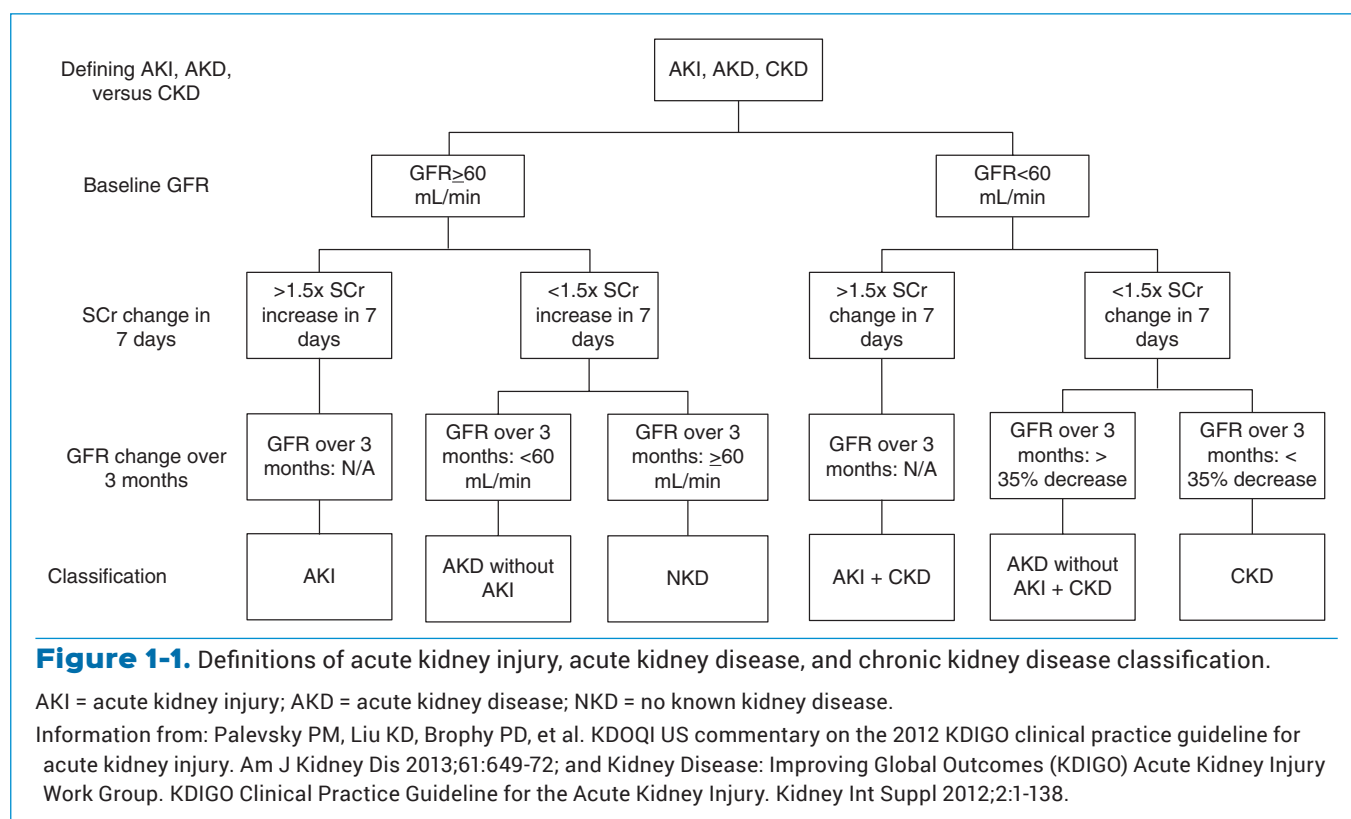 Defining AKI, AKD,
versus CKD
AKI, AKD, CKD
Baseline GFR
GFR≥60
mL/min
GFR<60
mL/min
SCr change in
7 days
>1.5x SCr
increase in 7
days
<1.5x SCr
increase in 7
days
>1.5x SCr
change in 7
days
<1.5x SCr
change in 7
days
GFR change over
3 months
GFR over 3
months: N/A
GFR over 3
months: <60
mL/min
GFR over 3
months: ≥60
mL/min
GFR over 3
months: N/A
GFR over 3
months: >
35% decrease
GFR over 3
months: <
35% decrease
Classification
AKI
AKD without
AKI
NKD
AKI + CKD
AKD without
AKI + CKD
CKD
Figure 1-1. Definitions of acute kidney injury, acute kidney disease, and chronic kidney disease classification.
AKI = acute kidney injury; AKD = acute kidney disease; NKD = no known kidney disease.
Information from: Palevsky PM, Liu KD, Brophy PD, et al. KDOQI US commentary on the 2012 KDIGO clinical practice guideline for
acute kidney injury. Am J Kidney Dis 2013;61:649-72; and Kidney Disease: Improving Global Outcomes (KDIGO) Acute Kidney Injury
Work Group. KDIGO Clinical Practice Guideline for the Acute Kidney Injury. Kidney Int Suppl 2012;2:1-138.